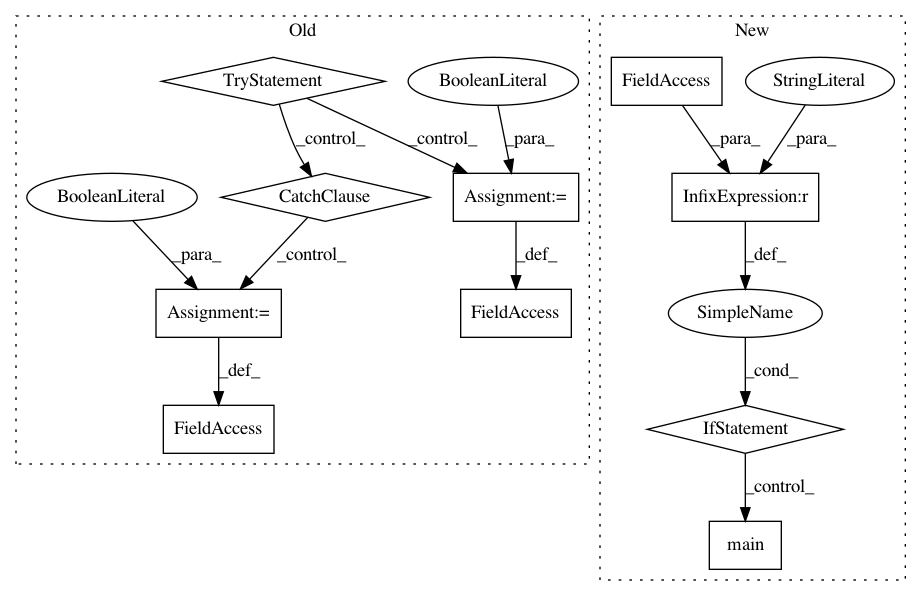 Old
New
TryStatement
BooleanLiteral
FieldAccess
StringLiteral
_control_
_control_
_para_
_para_
_para_
BooleanLiteral
CatchClause
Assignment:=
InfixExpression:r
_para_
_control_
_def_
_def_
Assignment:=
FieldAccess
SimpleName
_def_
_cond_
FieldAccess
IfStatement
_control_
main